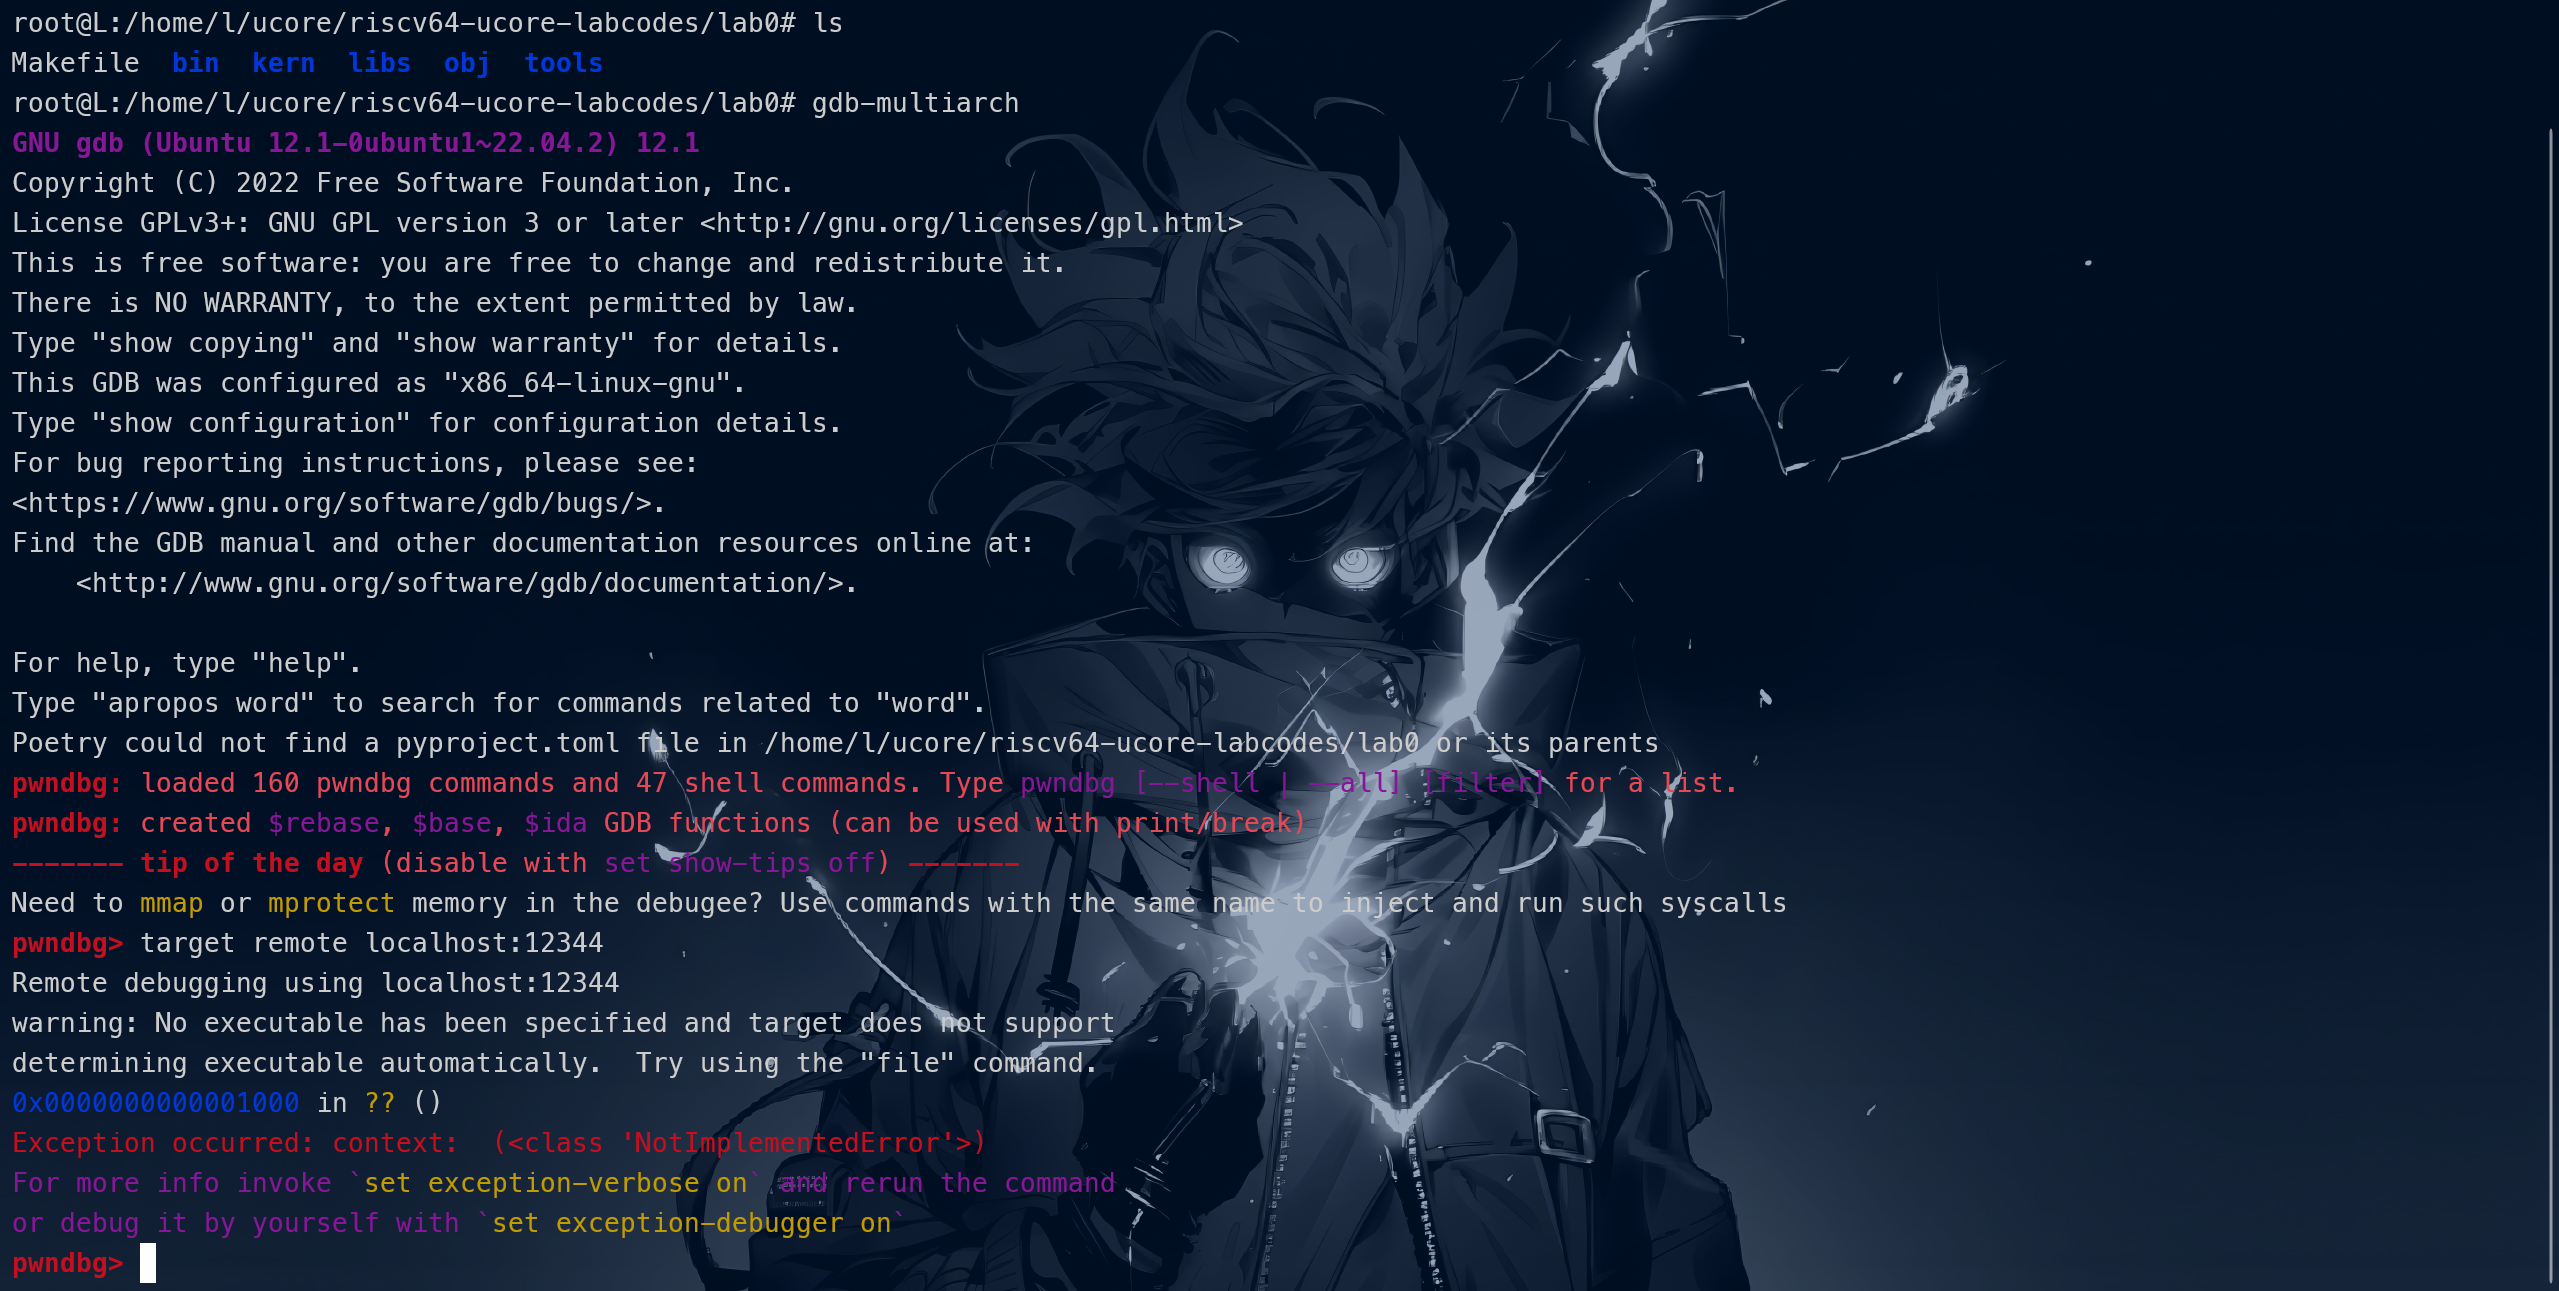 root@L:/home/l/ucore/riscv64-ucore-labcodes/lab0# ls
Makefile  bin  kern  libs  obj  tools
root@L:/home/l/ucore/riscv64-ucore-labcodes/lab0# gdb-multiarch
GNU gdb (Ubuntu 12.1-0ubuntu1~22.04.2) 12.1
Copyright (C) 2022 Free Software Foundation, Inc.
License GPLv3+: GNU GPL version 3 or later <http://gnu.org/licenses/gpl.html>
This is free software: you are free to change and redistribute it.
There is NO WARRANTY, to the extent permitted by law.
Type "show copying" and "show warranty" for details.
This GDB was configured as "x86_64-linux-gnu".
Type "show configuration" for configuration details.
For bug reporting instructions, please see:
<https://www.gnu.org/software/gdb/bugs/>.
Find the GDB manual and other documentation resources online at:
    <http://www.gnu.org/software/gdb/documentation/>.

For help, type "help".
Type "apropos word" to search for commands related to "word".
Poetry could not find a pyproject.toml file in /home/l/ucore/riscv64-ucore-labcodes/lab0 or its parents
pwndbg: loaded 160 pwndbg commands and 47 shell commands. Type pwndbg [--shell | --all] [filter] for a list.
pwndbg: created $rebase, $base, $ida GDB functions (can be used with print/break)
------- tip of the day (disable with set show-tips off) -------
Need to mmap or mprotect memory in the debugee? Use commands with the same name to inject and run such syscalls
pwndbg> target remote localhost:12344
Remote debugging using localhost:12344
warning: No executable has been specified and target does not support
determining executable automatically.  Try using the "file" command.
0x0000000000001000 in ?? ()
Exception occurred: context:  (<class 'NotImplementedError'>)
For more info invoke `set exception-verbose on` and rerun the command
or debug it by yourself with `set exception-debugger on`
pwndbg>